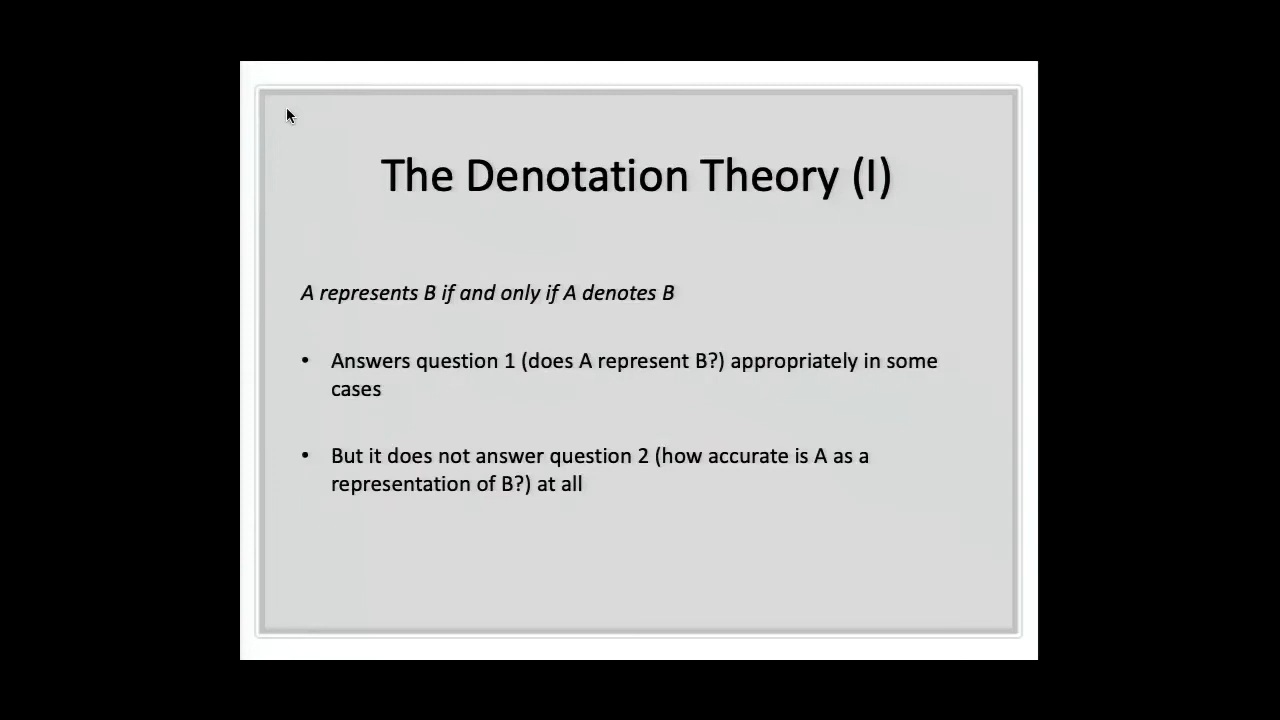 The Denotation Theory (I)
A represents B if and only if A denotes B
• Answers question 1 (does A represent B?) appropriately in some
cases
• But it does not answer question 2 (how accurate is A as a
representation of B?) at all